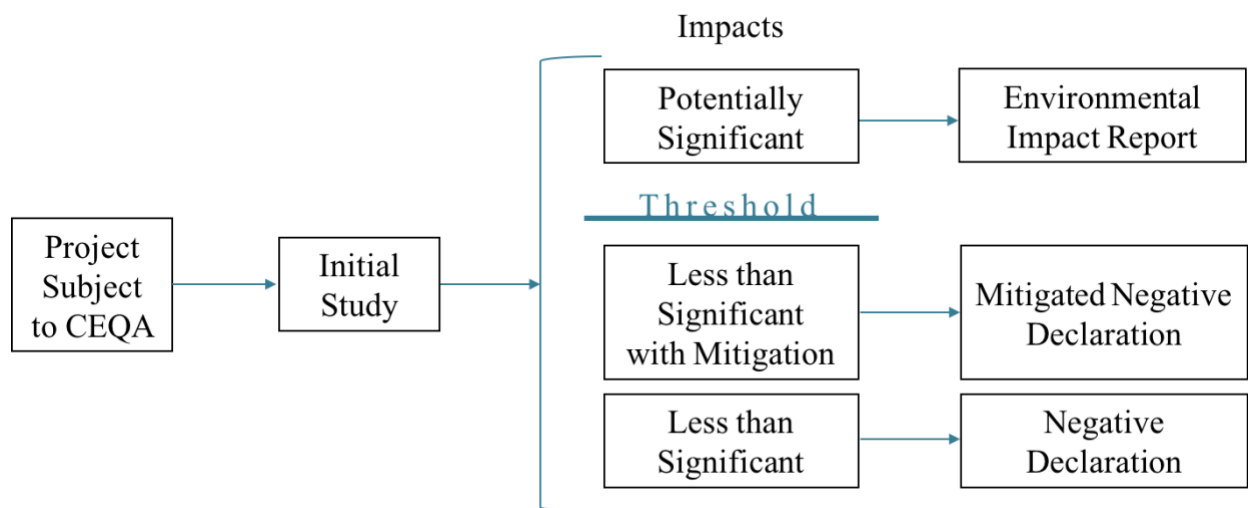 Impacts
Potentially
Significant
Environmental
Impact Report
Threshold
Project
Subject
to CEQA
Initial
Study
Less than
Significant
with Mitigation
Mitigated Negative
Declaration
Less than
Significant
Negative
Declaration